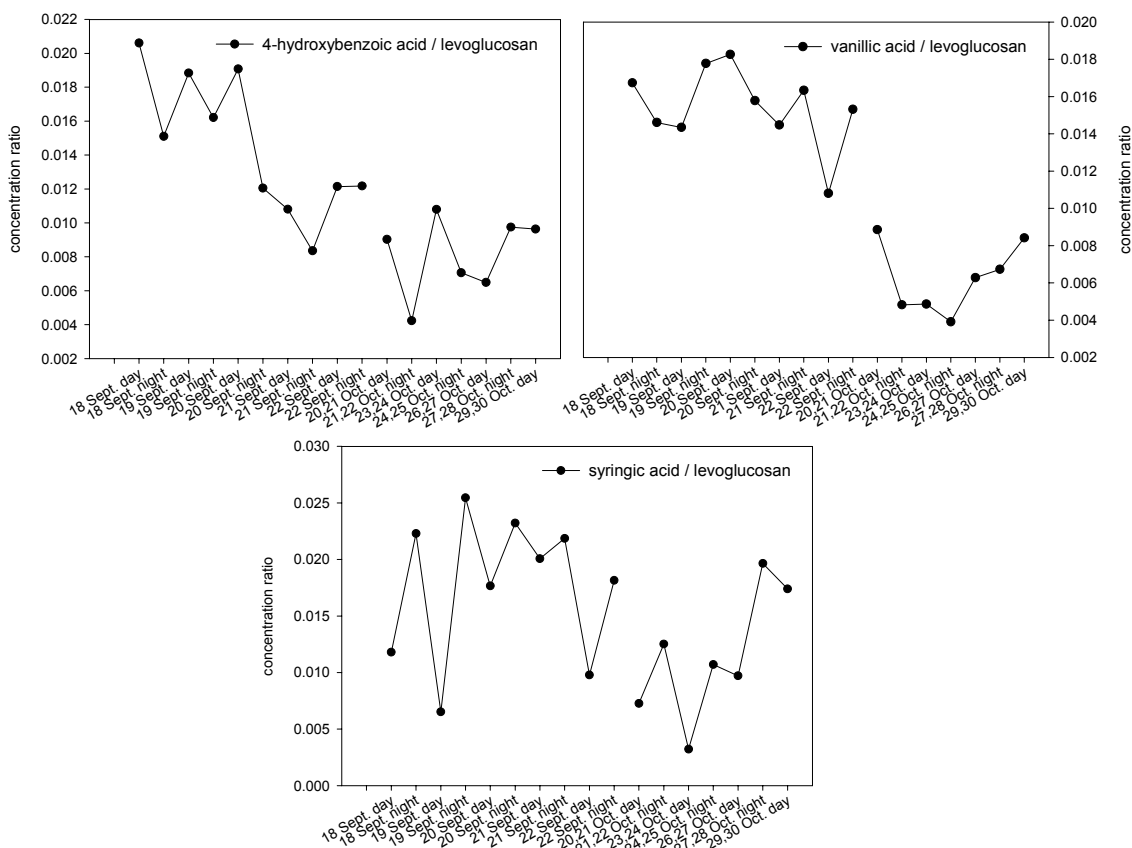 4-hydroxybenzoic acid / levoglucosan
concentration ratio
0.022
0.020
0.018
0.016
0.014
0.012
0.010
0.008
0.006
0.004
0.002
18 Sept. day
18 Sept. night
19 Sept. day
19 Sept. night
20 Sept. day
20 Sept. night
21 Sept. day
21 Sept. night
22 Sept. day
22 Sept. night
20,21 Oct. day
21,22 Oct. night
23,24 Oct. day
24,25 Oct. night
26,27 Oct. day
27,28 Oct. night
29,30 Oct. day
vanillic acid / levoglucosan
0.020
0.018
0.016
0.014
0.012
0.010
0.008
0.006
0.004
0.002
concentration ratio
18 Sept. day
18 Sept. night
19 Sept. day
19 Sept. night
20 Sept. day
20 Sept. night
21 Sept. day
21 Sept. night
22 Sept. day
22 Sept. night
20,21 Oct. day
21,22 Oct. night
23,24 Oct. day
24,25 Oct. night
26,27 Oct. day
27,28 Oct. night
29,30 Oct. day
syringic acid / levoglucosan
concentration ratio
0.030
0.025
0.020
0.015
0.010
0.005
0.000
18 Sept. day
18 Sept. night
19 Sept. day
19 Sept. night
20 Sept. day
20 Sept. night
21 Sept. day
21 Sept. night
22 Sept. day
22 Sept. night
20,21 Oct. day
21,22 Oct. night
23,24 Oct. day
24,25 Oct. night
26,27 Oct. day
27,28 Oct. night
29,30 Oct. day